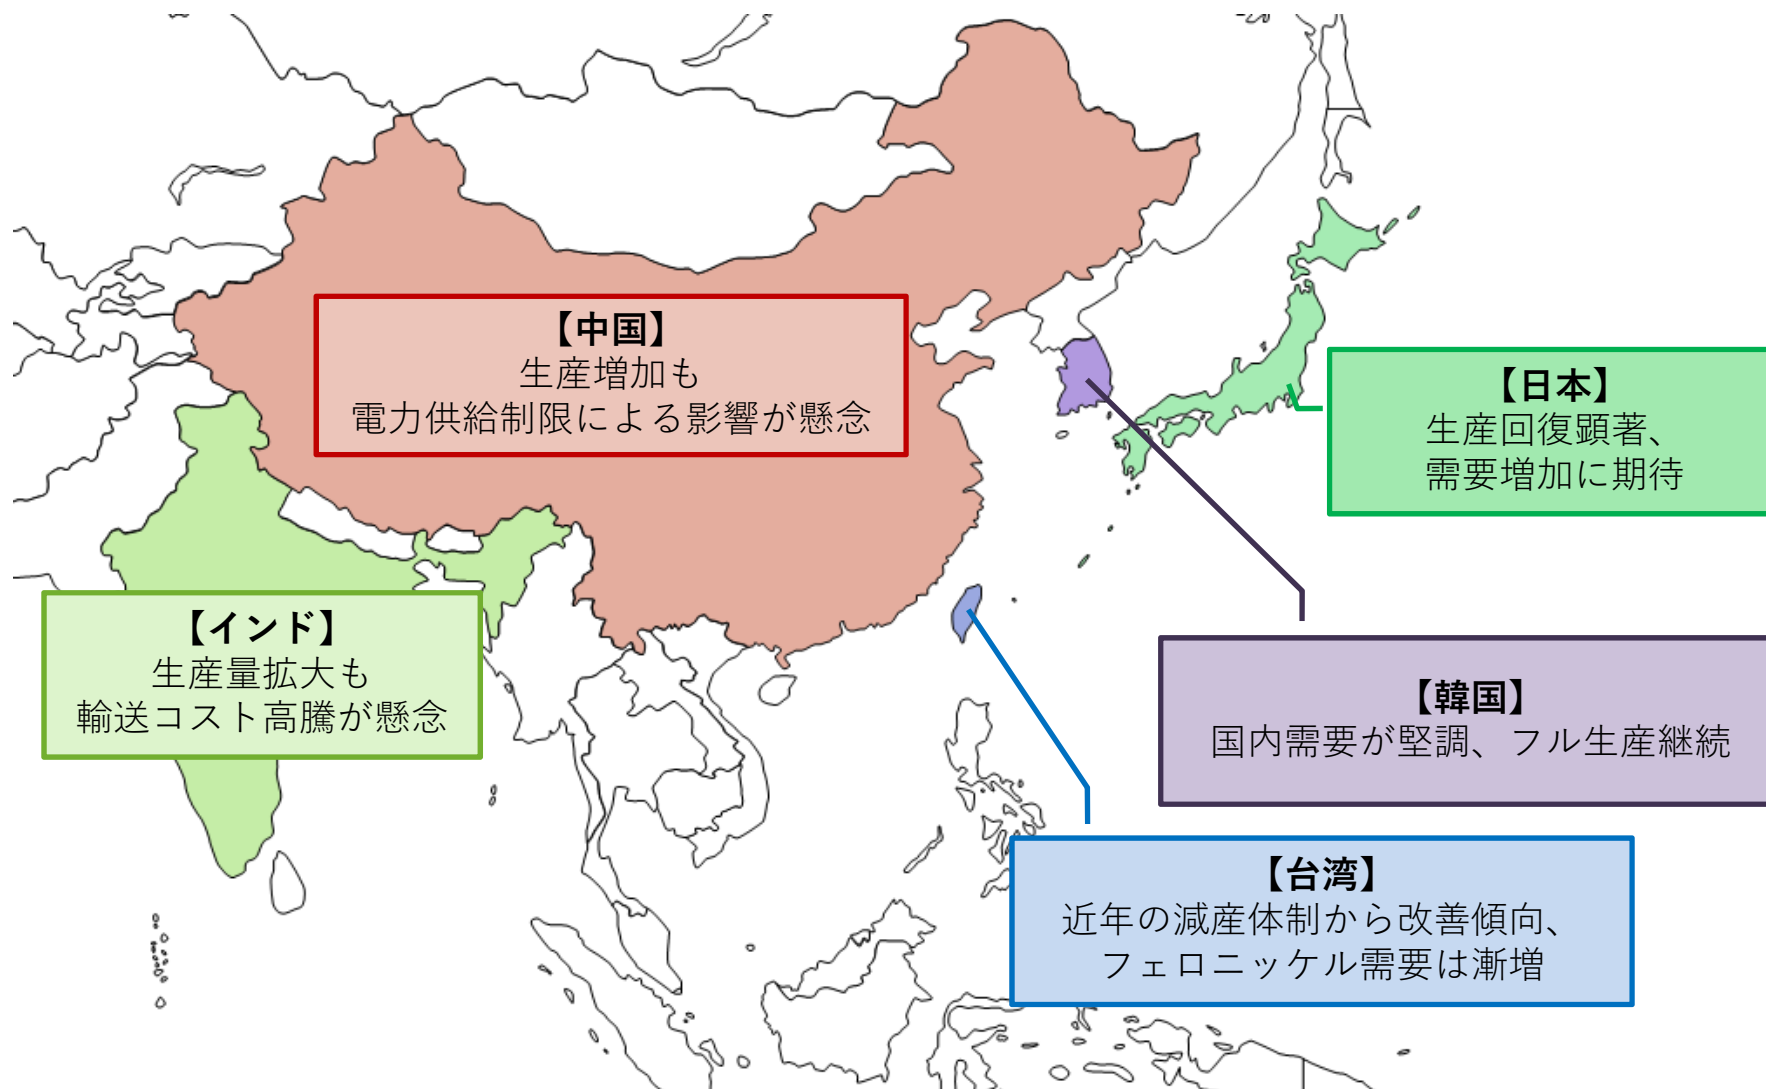 【中国】
生産増加も
電力供給制限による影響が懸念
【日本】
生産回復顕著、
需要増加に期待
【インド】
生産量拡大も
輸送コスト高騰が懸念
【韓国】
国内需要が堅調、フル生産継続
【台湾】
近年の減産体制から改善傾向、
フェロニッケル需要は漸増